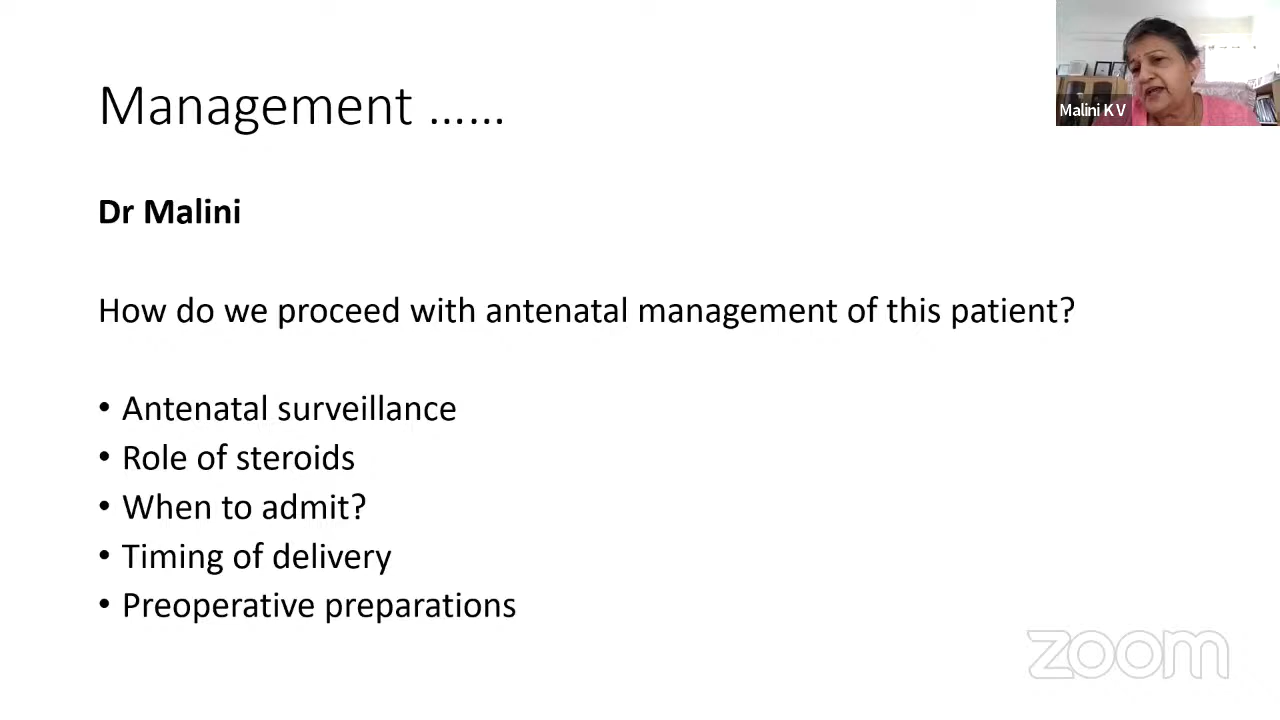 Management ......
Malini K V
Dr Malini
How do we proceed with antenatal management of this patient?
• Antenatal surveillance
• Role of steroids
• When to admit?
• Timing of delivery
• Preoperative preparations
zoom